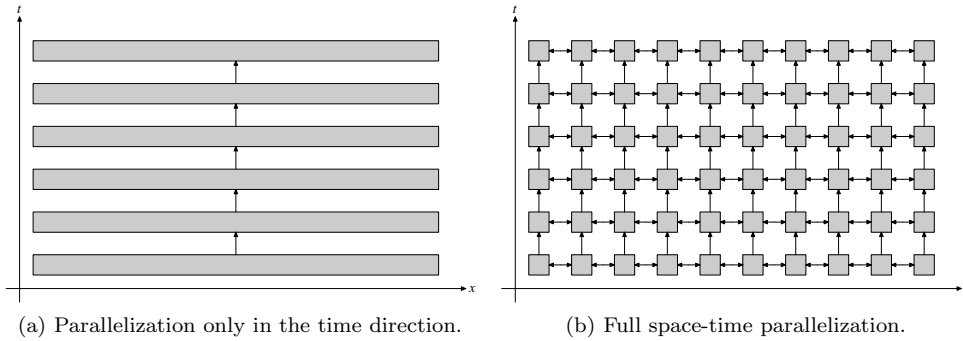 t
t
x
(a) Parallelization only in the time direction.
(b) Full space-time parallelization.